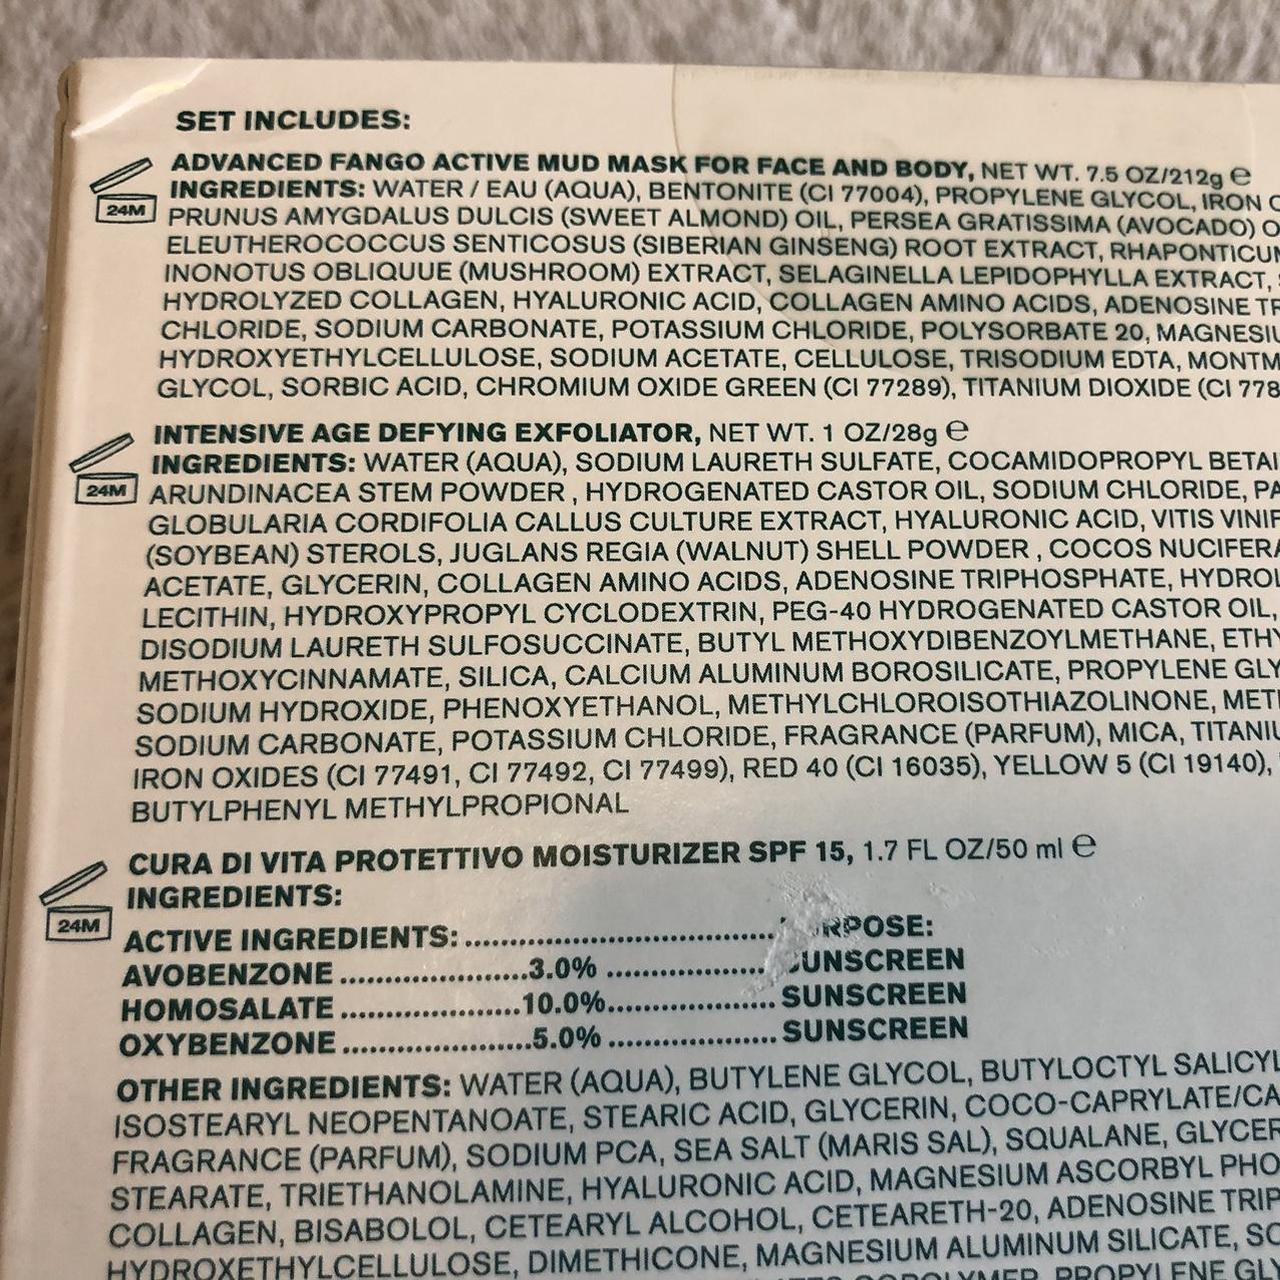 SET INCLUDES:
ADVANCED FANGO ACTIVE MUD MASK FOR FACE AND BODY, NET WT. 7.5 OZ/212g ℮
24M
INGREDIENTS: WATER / EAU (AQUA), BENTONITE (CI 77004), PROPYLENE GLYCOL, IRON
PRUNUS AMYGDALUS DULCIS (SWEET ALMOND) OIL, PERSEA GRATISSIMA (AVOCADO)
ELEUTHEROCOCCUS SENTICOSUS (SIBERIAN GINSENG) ROOT EXTRACT, RHAPONTICUM
INONOTUS OBLIQUUE (MUSHROOM) EXTRACT, SELAGINELLA LEPIDOPHYLLA EXTRACT,
HYDROLYZED COLLAGEN, HYALURONIC ACID, COLLAGEN AMINO ACIDS, ADENOSINE
CHLORIDE, SODIUM CARBONATE, POTASSIUM CHLORIDE, POLYSORBATE 20,
HYDROXYETHYLCELLULOSE, SODIUM ACETATE, CELLULOSE, TRISODIUM EDTA,
GLYCOL, SORBIC ACID, CHROMIUM OXIDE GREEN (CI 77289), TITANIUM DIOXIDE (CI
INTENSIVE AGE DEFYING EXFOLIATOR, NET WT. 1 OZ/28g ℮
24M
INGREDIENTS: WATER (AQUA), SODIUM LAURETH SULFATE, COCAMIDOPROPYL
ARUNDINACEA STEM POWDER , HYDROGENATED CASTOR OIL, SODIUM CHLORIDE,
GLOBULARIA CORDIFOLIA CALLUS CULTURE EXTRACT, HYALURONIC ACID, VITIS
(SOYBEAN) STEROLS, JUGLANS REGIA (WALNUT) SHELL POWDER , COCOS NUCIFERA
ACETATE, GLYCERIN, COLLAGEN AMINO ACIDS, ADENOSINE TRIPHOSPHATE,
LECITHIN, HYDROXYPROPYL CYCLODEXTRIN, PEG-40 HYDROGENATED CASTOR OIL,
DISODIUM LAURETH SULFOSUCCINATE, BUTYL METHOXYDIBENZOYLMETHANE,
METHOXYCINNAMATE, SILICA, CALCIUM ALUMINUM BOROSILICATE, PROPYLENE
SODIUM HYDROXIDE, PHENOXYETHANOL, METHYLCHLOROISOTHIAZOLINONE,
SODIUM CARBONATE, POTASSIUM CHLORIDE, FRAGRANCE (PARFUM), MICA,
IRON OXIDES (CI 77491, CI 77492, CI 77499), RED 40 (CI 16035), YELLOW 5 (CI 19140),
BUTYLPHENYL METHYLPROPIONAL
CURA DI VITA PROTETTIVO MOISTURIZER SPF 15, 1.7 FL OZ/50 ml ℮
INGREDIENTS:
24M
ACTIVE INGREDIENTS:.................................PURPOSE:
AVOBENZONE ......................3.0% ................... SUNSCREEN
HOMOSALATE .....................10.0%.................... SUNSCREEN
OXYBENZONE ......................5.0% .................... SUNSCREEN
OTHER INGREDIENTS: WATER (AQUA), BUTYLENE GLYCOL, BUTYLOCTYL
ISOSTEARYL NEOPENTANOATE, STEARIC ACID, GLYCERIN,
FRAGRANCE (PARFUM), SODIUM PCA, SEA SALT (MARIS SAL), SQUALANE,
STEARATE, TRIETHANOLAMINE, HYALURONIC ACID, MAGNESIUM ASCORBYL
COLLAGEN, BISABOLOL, CETEARYL ALCOHOL, CETEARETH-20, ADENOSINE
HYDROXYETHYLCELLULOSE, DIMETHICONE, MAGNESIUM ALUMINUM SILICATE,
PROPYLENE